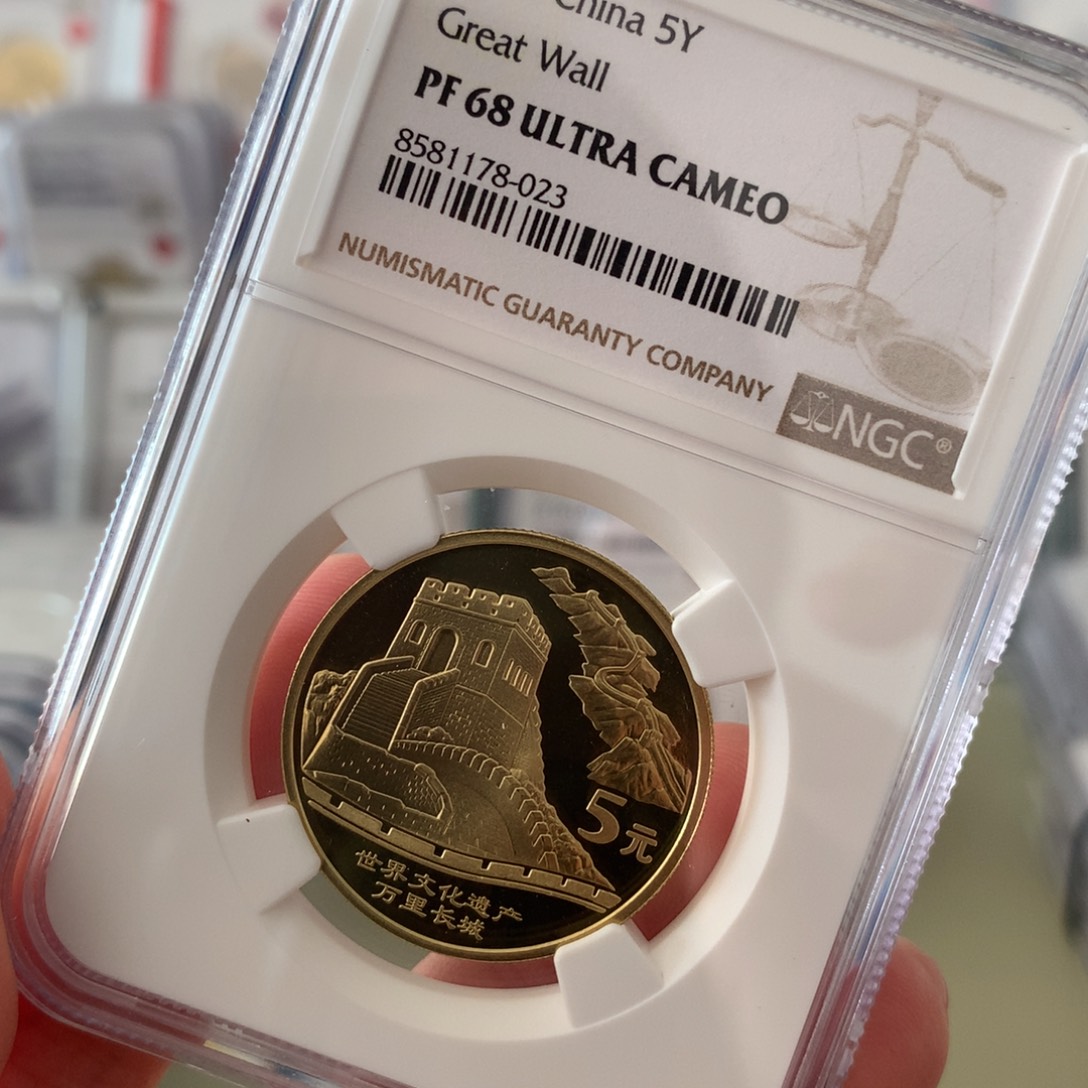 China 5Y
Great Wall
PF 68 ULTRA CAMEO
8581178-023
NUMISMATIC GUARANTY COMPANY
NGC®
5元
世界文化遗产
万里长城